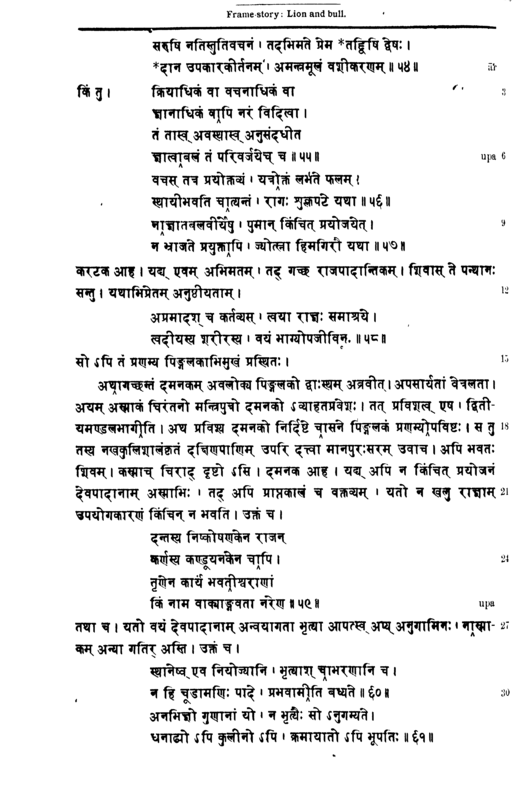 Frame-story: Lion and bull.
सरुषि नतिस्तुतिवचनं । तदभिमते प्रेम *तद्द्विषि द्वेषः ।
*दान उपकारकीर्तनम् । अमन्त्रमूलं वशीकरणम् ॥ ५४ ॥ ār
किं तु । क्रियाधिकं वा वचनाधिकं वा 3
ज्ञानाधिकं वापि नरं विदित्वा ।
तं तास्व् अवस्थास्व् अनुसंदधीत
ज्ञात्वाबलं तं परिवर्जयेच् च ॥ ५५ ॥ upa 6
वचस् तत्र प्रयोक्तव्यं । यत्रोक्तं लभते फलम् ।
स्थायीभवति चात्यन्तं । रागः शुक्लपटे यथा ॥ ५६ ॥
नाज्ञातबलवीर्येषु । पुमान् किंचित् प्रयोजयेत् । 9
न भ्राजते प्रयुक्तापि । ज्योत्स्ना हिमगिरौ यथा ॥ ५७ ॥
करटक आह । यद्य् एवम् अभिमतम् । तद् गच्छ राजपादान्तिकम् । शिवास् ते पन्थानः
सन्तु । यथाभिप्रेतम् अनुष्ठीयताम् । 12
अप्रमादश् च कर्तव्यस् । त्वया राज्ञः समाश्रये ।
त्वदीयस्य शरीरस्य । वयं भाग्योपजीविनः ॥ ५८ ॥
सो ऽपि तं प्रणम्य पिङ्गलकाभिमुखं प्रस्थितः । 15
अथागच्छन्तं दमनकम् अवलोक्य पिङ्गलको द्वाःस्थम् अब्रवीत् । अपसार्यतां वेत्रलता ।
अयम् अस्माकं चिरंतनो मन्त्रिपुत्रो दमनको ऽव्याहतप्रवेशः । तत् प्रविशत्व् एष । द्विती-
यमण्डलभागीति । अथ प्रविश्य दमनको निर्दिष्टे चासने पिङ्गलकं प्रणम्योपविष्टः । स तु 18
तस्य नखकुलिशालंकृतं दक्षिणपाणिम् उपरि दत्त्वा मानपुरःसरम् उवाच । अपि भवतः
शिवम् । कस्माच् चिराद् दृष्टो ऽसि । दमनक आह । यद्य् अपि न किंचित् प्रयोजनं
देवपादानाम् अस्माभिः । तद् अपि प्राप्तकालं च वक्तव्यम् । यतो न खलु राज्ञाम् 21
उपयोगकारणं किंचिन् न भवति । उक्तं च ।
दन्तस्य निष्कोषणकेन राजन्
कर्णस्य कण्डूयनकेन चापि । 24
तृणेन कार्यं भवतीश्वराणां
किं नाम वाक्याङ्गवता नरेण ॥ ५९ ॥ upa
तथा च । यतो वयं देवपादानाम् अन्वयागता भृत्या आपत्स्व् अप्य् अनुगामिनः । नास्मा- 27
कम् अन्या गतिर् अस्ति । उक्तं च ।
स्थानेष्व् एव नियोज्यानि । भृत्याश् चाभरणानि च ।
न हि चूडामणिः पादे । प्रभवामीति बध्यते ॥ ६० ॥ 30
अनभिज्ञो गुणानां यो । न भृत्यैः सो ऽनुगम्यते ।
धनाढ्यो ऽपि कुलीनो ऽपि । क्रमायातो ऽपि भूपतिः ॥ ६१ ॥